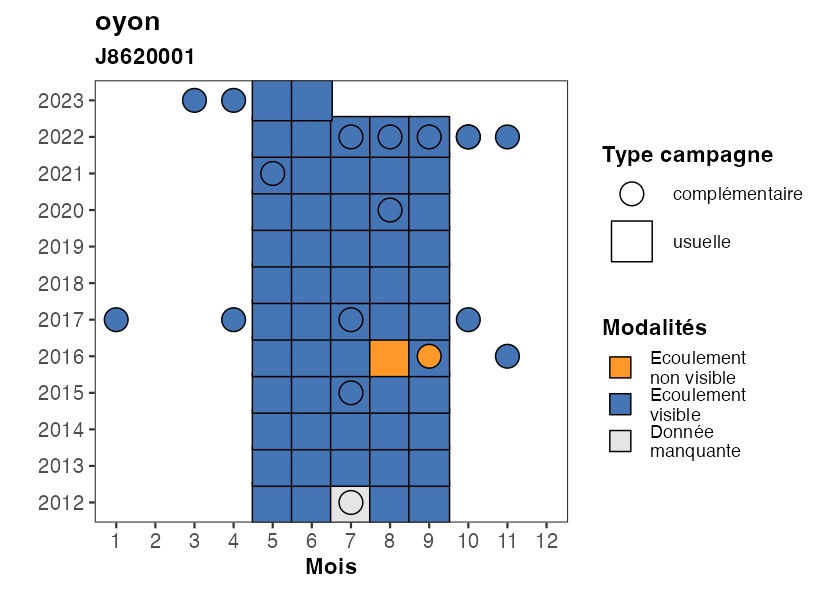 oyon
J8620001
2023
2022
2021
2020
2019
2018
2017
2016
2015
2014
2013
2012
1 2 3 4 5 6 7 8 9 10 11 12
Mois
Type campagne
complémentaire
usuelle
Modalités
Ecoulement
non visible
Ecoulement
visible
Donnée
manquante